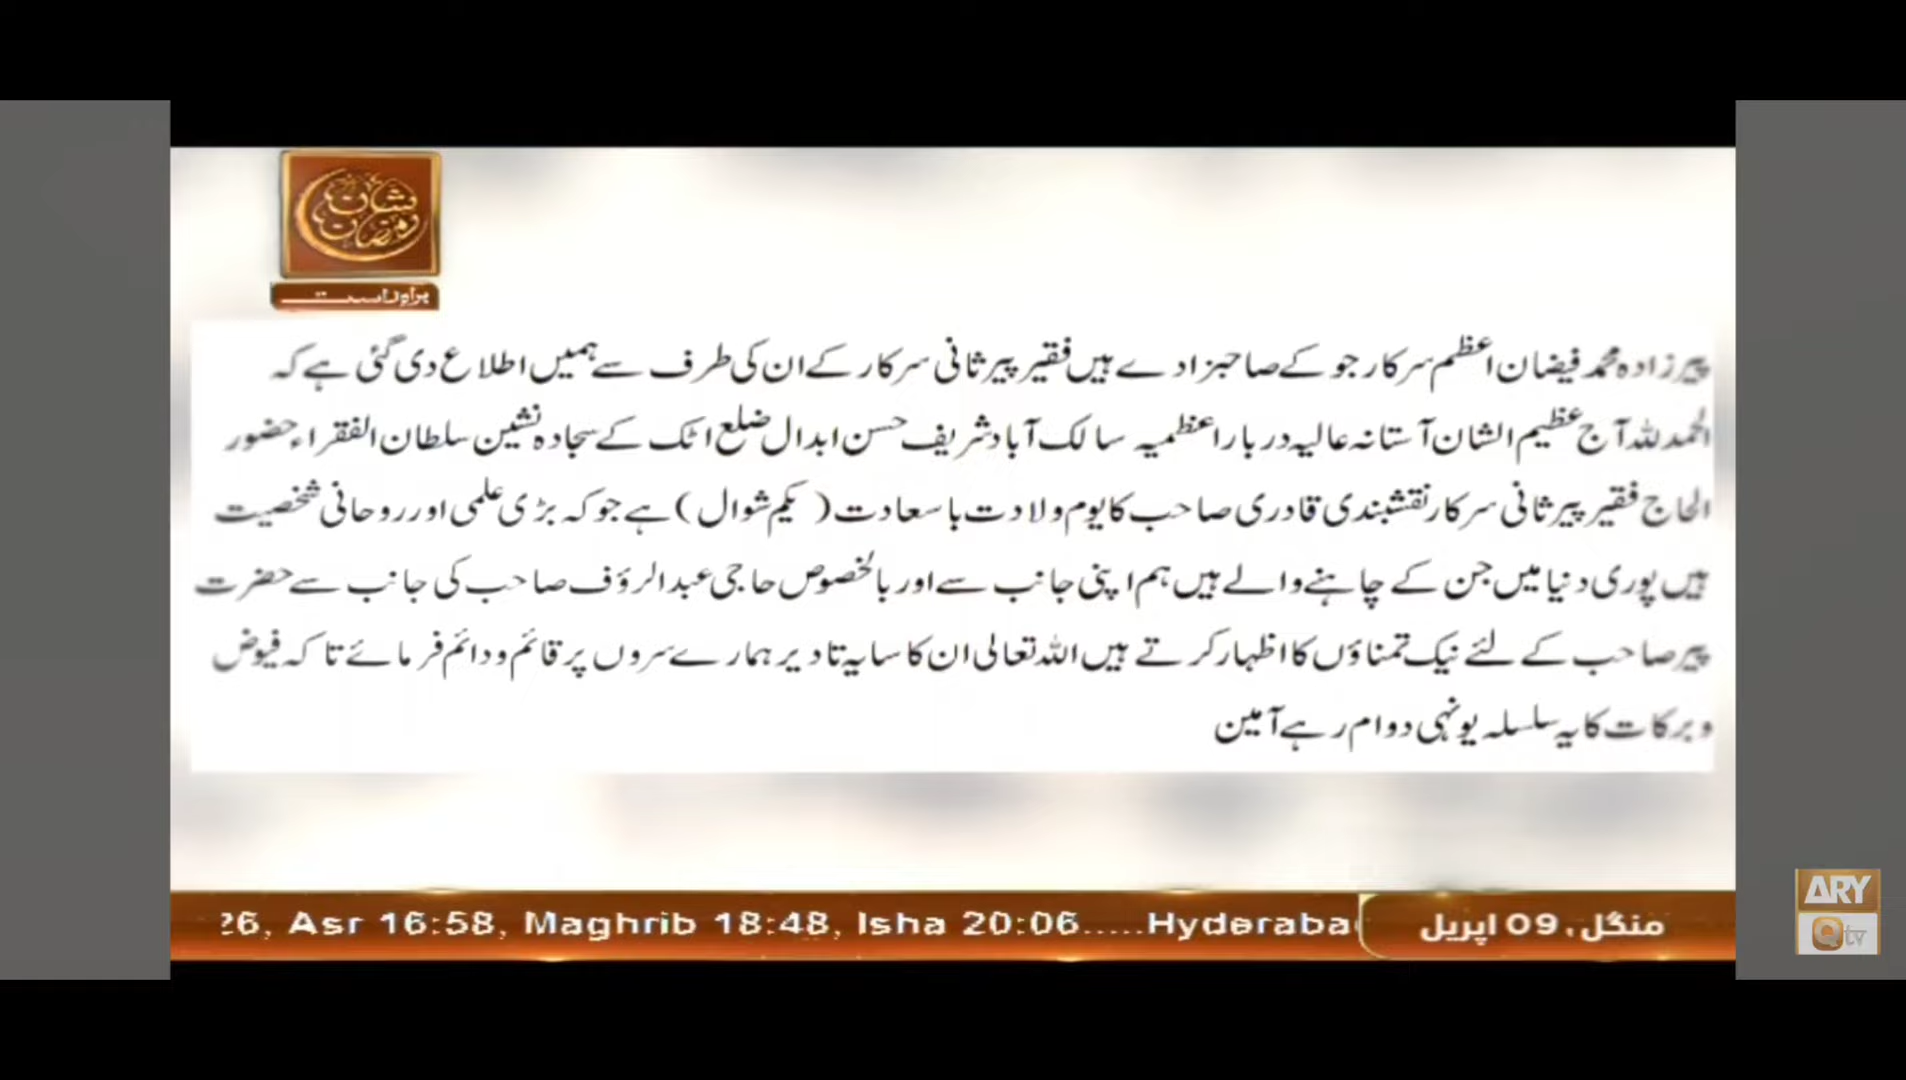 شان رمضان
براہ راست
پیرزادہ محمد فیضان اعظم سرکار جو کے صاحبزادے ہیں فقیر پیر ثانی سرکار کے ان کی طرف سے ہمیں اطلاع دی گئی ہے کہ
الحمدللہ آج عظیم الشان آستانہ عالیہ دربار اعظمیہ سالک آباد شریف حسن ابدال ضلع اٹک کے سجادہ نشین سلطان الفقراء حضور
الحاج فقیر پیر ثانی سرکار نقشبندی قادری صاحب کا یوم ولادت باسعادت (یکم شوال) ہے جو کہ بڑی علمی اور روحانی شخصیت
ہیں پوری دنیا میں جن کے چاہنے والے ہیں ہم اپنی جانب سے اور بالخصوص حاجی عبدالرؤف صاحب کی جانب سے حضرت
پیر صاحب کے لئے نیک تمناؤں کا اظہار کرتے ہیں اللہ تعالی ان کا سایہ تا دیر ہمارے سروں پر قائم و دائم فرمائے تا کہ فیوض
و برکات کا یہ سلسلہ یونہی دوام رہے آمین
26, Asr 16:58, Maghrib 18:48, Isha 20:06.....Hyderaba
منگل، 09 اپریل
ARY
Qtv